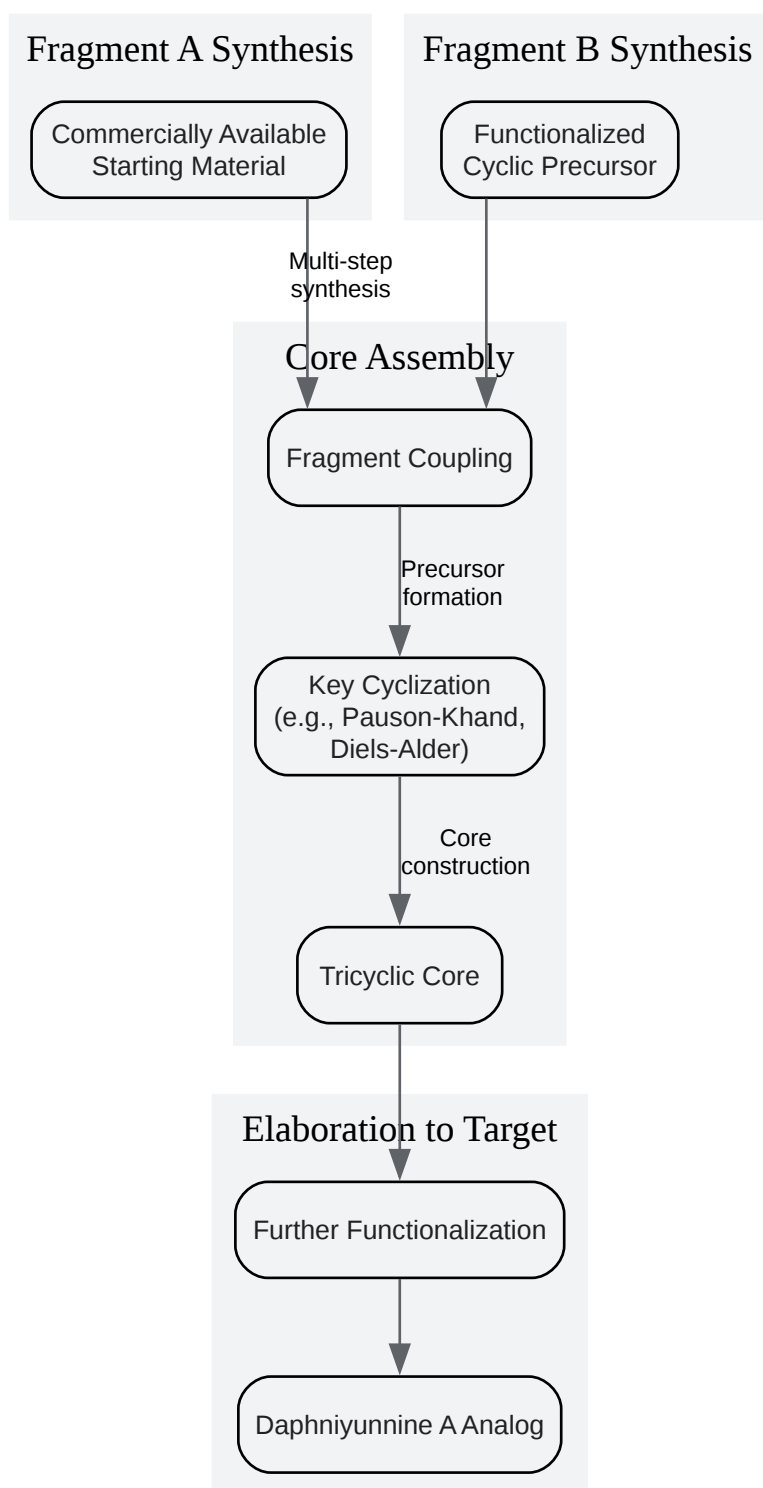 Fragment A Synthesis
Fragment B Synthesis
Commercially Available
Starting Material
Functionalized
Cyclic Precursor
Multi-step
synthesis
Core Assembly
Fragment Coupling
Precursor
formation
Key Cyclization
(e.g., Pauson-Khand,
Diels-Alder)
Core
construction
Tricyclic Core
Elaboration to Target
Further Functionalization
Daphniyunnine A Analog